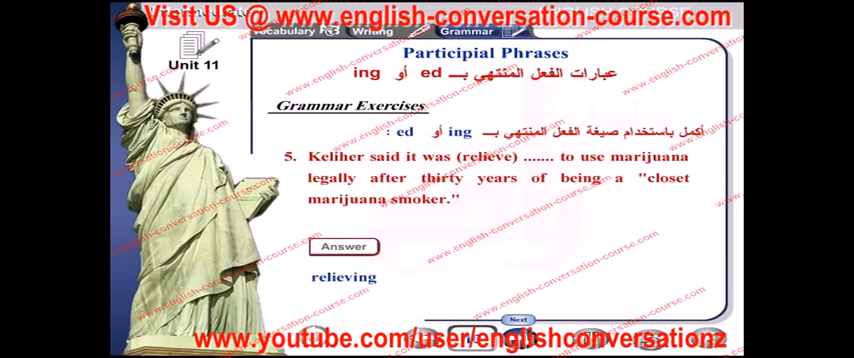 Visit US @ www.english-conversation-course.com
Vocabulary Writing Grammar
Unit 11
Participial Phrases
عبارات الفعل المنتهي بـــ ed أو ing
Grammar Exercises
أكمل باستخدام صيغة الفعل المنتهي بـــ ing أو ed :
5. Keliher said it was (relieve) ....... to use marijuana
legally after thirty years of being a "closet
marijuana smoker."
Answer
relieving
Next
www.youtube.com/user/englishconversationz